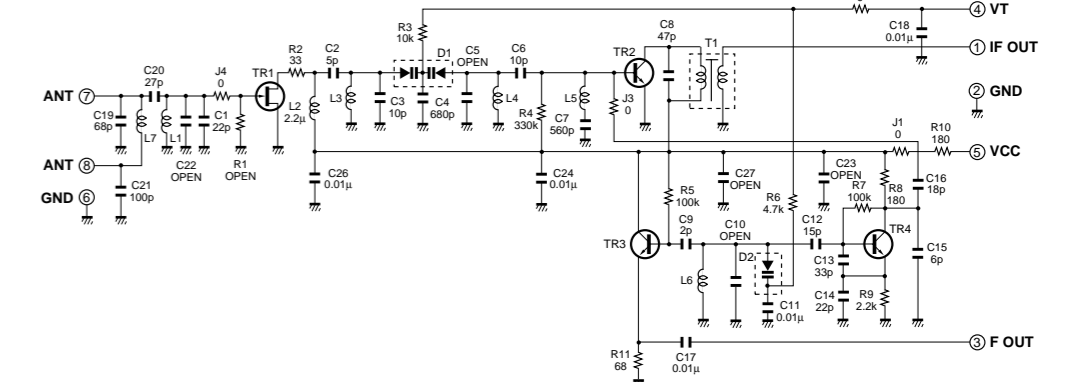 ④ VT
C18
0.01μ
R3
10k
C8
47p
T1
① IF OUT
R2
33
C2
5p
D1
C5
OPEN
C6
10p
TR2
TR1
C20
27p
J4
0
② GND
ANT ⑦
L2
2.2μ
L3
C3
10p
C4
680p
L4
R4
330k
L5
C7
560p
J3
0
C19
68p
L7
L1
C1
22p
J1
0
R10
180
⑤ VCC
ANT ⑧
C22
OPEN
R1
OPEN
C21
100p
GND ⑥
C26
0.01μ
C24
0.01μ
R5
100k
C27
OPEN
C23
OPEN
R6
4.7k
R7
100k
R8
180
C16
18p
TR3
C9
2p
C10
OPEN
C12
15p
TR4
D2
L6
C13
33p
C15
6p
C11
0.01μ
C14
22p
R9
2.2k
R11
68
C17
0.01μ
③ F OUT